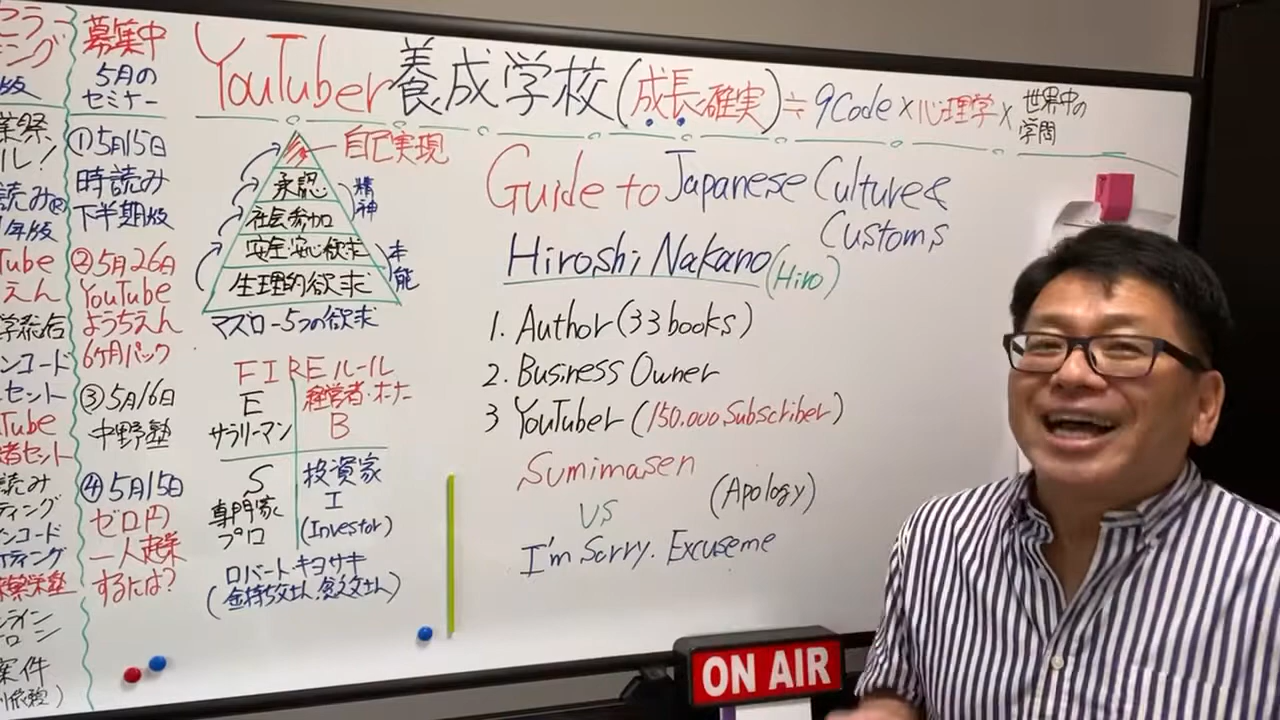 募集中
5月の
セミナー
①5月15日
時読み
下半期版
②5月26日
YouTube
ようちえん
6ヶ月パック
③5月16日
中野塾
④5月15日
ゼロ円
一人起業
するには?
YouTuber養成学校(成長確実)≒9Code×心理学×世界中の
学問
自己実現
承認
社会参加
精神
安全・安心欲求
生理的欲求
本能
マズロー5つの欲求
FIREルール
E
サラリーマン
経営者・オーナー
B
S
専門家
プロ
投資家
I
(Investor)
ロバートキヨサキ
(金持ち父さん、貧乏父さん)
Guide to Japanese Culture &
Customs
Hiroshi Nakano (Hiro)
1. Author (33 books)
2. Business Owner
3 YouTuber (150.000 Subscriber)
Sumimasen
VS
(Apology)
I'm Sorry. Excuse me
ON AIR